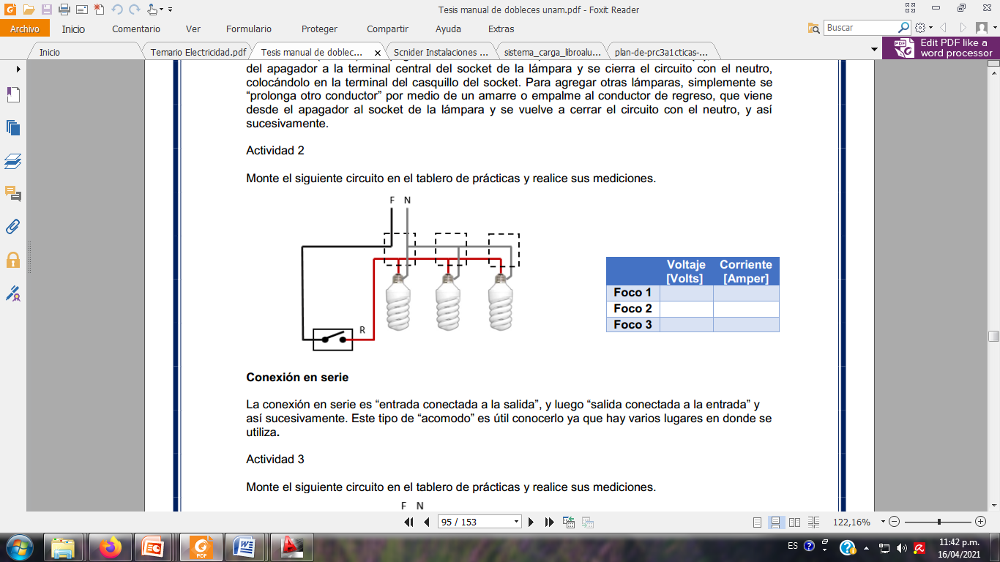 Tesis manual de dobleces unam.pdf - Foxit Reader
Archivo Inicio Comentario Ver Formulario Proteger Compartir Ayuda Extras Buscar
Inicio Temario Electricidad.pdf Tesis manual de doblec... × Scnider Instalaciones ... sistema_carga_libroalu... plan-de-prc3a1cticas-...
Edit PDF like a
word processor
del apagador a la terminal central del socket de la lámpara y se cierra el circuito con el neutro,
colocándolo en la terminal del casquillo del socket. Para agregar otras lámparas, simplemente se
“prolonga otro conductor” por medio de un amarre o empalme al conductor de regreso, que viene
desde el apagador al socket de la lámpara y se vuelve a cerrar el circuito con el neutro, y así
sucesivamente.
Actividad 2
Monte el siguiente circuito en el tablero de prácticas y realice sus mediciones.
F N
R
Voltaje Corriente
[Volts] [Amper]
Foco 1
Foco 2
Foco 3
Conexión en serie
La conexión en serie es “entrada conectada a la salida”, y luego “salida conectada a la entrada” y
así sucesivamente. Este tipo de “acomodo” es útil conocerlo ya que hay varios lugares en donde se
utiliza.
Actividad 3
Monte el siguiente circuito en el tablero de prácticas y realice sus mediciones.
F N
95 / 153
122,16%
PDF
ES
11:42 p.m.
16/04/2021